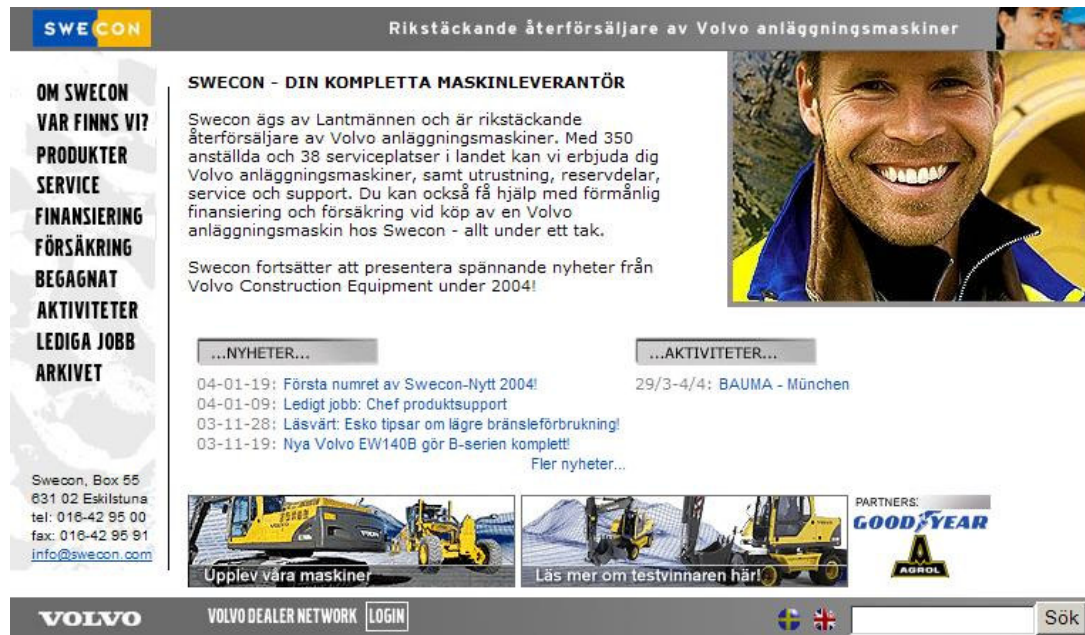 SWECON
Rikstäckande återförsäljare av Volvo anläggningsmaskiner
OM SWECON
VAR FINNS VI?
PRODUKTER
SERVICE
FINANSIERING
FÖRSÄKRING
BEGAGNAT
AKTIVITETER
LEDIGA JOBB
ARKIVET
Swecon, Box 55
631 02 Eskilstuna
tel: 016-42 95 00
fax: 016-42 95 91
info@swecon.com
SWECON - DIN KOMPLETTA MASKINLEVERANTÖR
Swecon ägs av Lantmännen och är rikstäckande
återförsäljare av Volvo anläggningsmaskiner. Med 350
anställda och 38 serviceplatser i landet kan vi erbjuda dig
Volvo anläggningsmaskiner, samt utrustning, reservdelar,
service och support. Du kan också få hjälp med förmånlig
finansiering och försäkring vid köp av en Volvo
anläggningsmaskin hos Swecon - allt under ett tak.
Swecon fortsätter att presentera spännande nyheter från
Volvo Construction Equipment under 2004!
...NYHETER...
04-01-19: Första numret av Swecon-Nytt 2004!
04-01-09: Ledigt jobb: Chef produktsupport
03-11-28: Läsvärt: Esko tipsar om lägre bränsleförbrukning!
03-11-19: Nya Volvo EW140B gör B-serien komplett!
Fler nyheter...
...AKTIVITETER...
29/3-4/4: BAUMA - München
VOLVO
Upplev våra maskiner
Läs mer om testvinnaren här!
PARTNERS:
GOODYEAR
AGROL
VOLVO
VOLVO DEALER NETWORK LOGIN
Sök